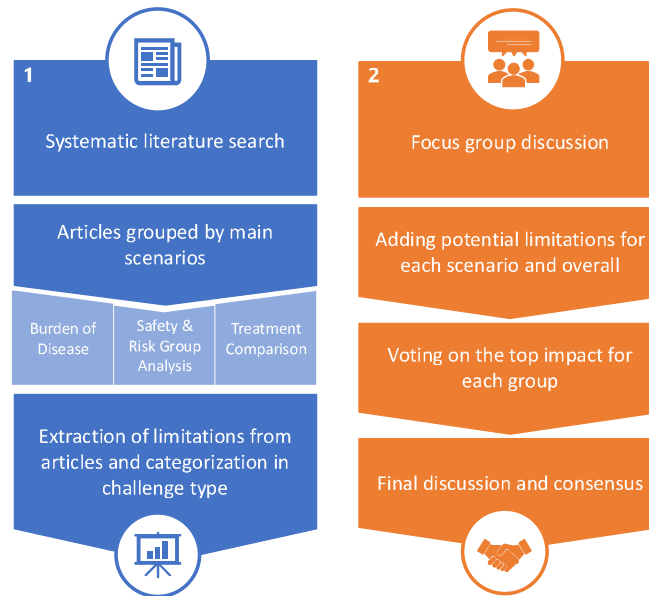 1
Systematic literature search
Articles grouped by main
scenarios
Burden of
Disease
Safety &
Risk Group
Analysis
Treatment
Comparison
Extraction of limitations from
articles and categorization in
challenge type
2
Focus group discussion
Adding potential limitations for
each scenario and overall
Voting on the top impact for
each group
Final discussion and consensus